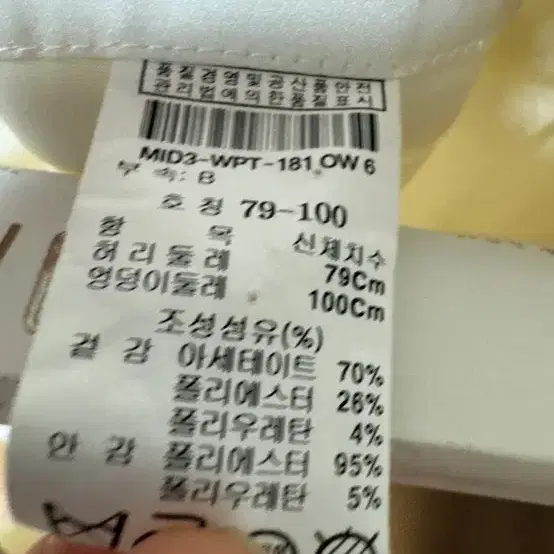 품질경영및공산품안전
관리법에의한품질표시
MID3-WPT-181 OW 6
부 속: B
호 칭 79-100
항 목 신체치수
허리둘레 79Cm
엉덩이둘레 100Cm
조성섬유(%)
겉 감 아세테이트 70%
폴리에스터 26%
폴리우레탄 4%
안 감 폴리에스터 95%
폴리우레탄 5%